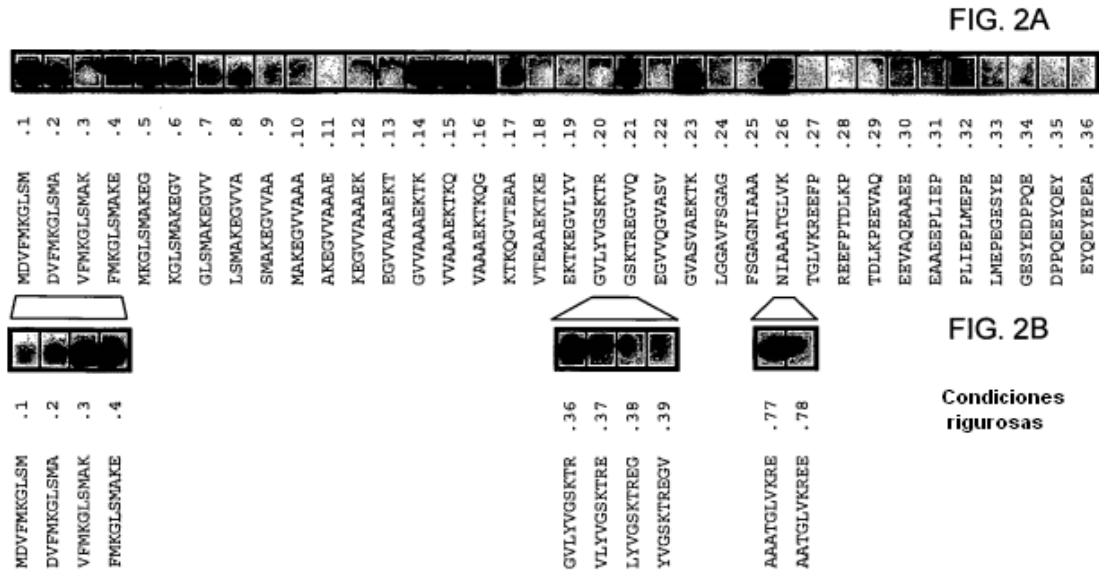 FIG. 2A
.1
.2
.3
.4
.5
.6
.7
.8
.9
.10
.11
.12
.13
.14
.15
.16
.17
.18
.19
.20
.21
.22
.23
.24
.25
.26
.27
.28
.29
.30
.31
.32
.33
.34
.35
.36
MDVFMKGLSM
DVFMKGLSMA
VFMKGLSMAK
FMKGLSMAKE
MKGLSMAKEG
KGLSMAKEGV
GLSMAKEGVV
LSMAKEGVVA
SMAKEGVVAA
MAKEGVVAAA
AKEGVVAAAE
KEGVVAAAEK
EGVVAAAEKT
GVVAAAEKTK
VVAAAEKTKQ
VAAAEKTKQG
KTKQGVTEAA
VTEAAEKTKE
EKTKEGVLYV
GVLYVGSKTR
GSKTREGVVQ
EGVVQGVASV
GVASVAEKTK
LGGAVFSGAG
FSGAGNIAAA
NIAAATGLVK
TGLVKREEFP
REEFPTDLKP
TDLKPEEVAQ
EEVAQEAAEE
EAAEEPLIEP
PLIEPLMEPE
LMEPEGESYE
GESYEDPPQE
DPPQEEYQEY
EYQEYEPEA
FIG. 2B
Condiciones
rigurosas
.1
.2
.3
.4
.36
.37
.38
.39
.77
.78
MDVFMKGLSM
DVFMKGLSMA
VFMKGLSMAK
FMKGLSMAKE
GVLYVGSKTR
VLYVGSKTRE
LYVGSKTREG
YVGSKTREGV
AAATGLVKRE
AATGLVKREE